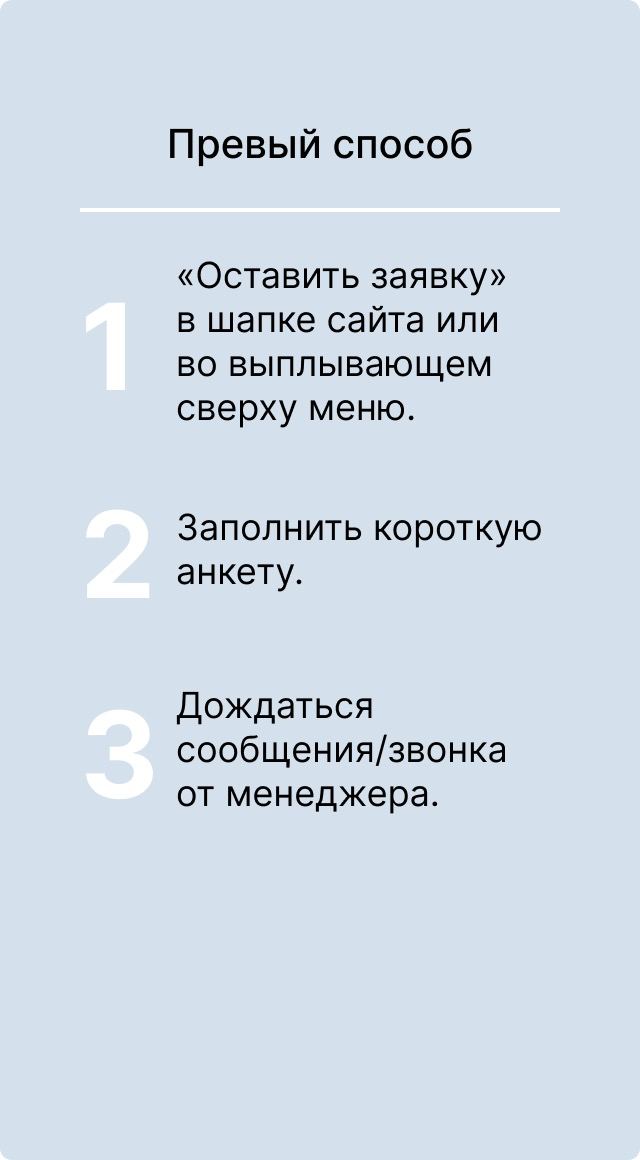 Превый способ
1
«Оставить заявку»
в шапке сайта или
во выплывающем
сверху меню.
2
Заполнить короткую
анкету.
3
Дождаться
сообщения/звонка
от менеджера.